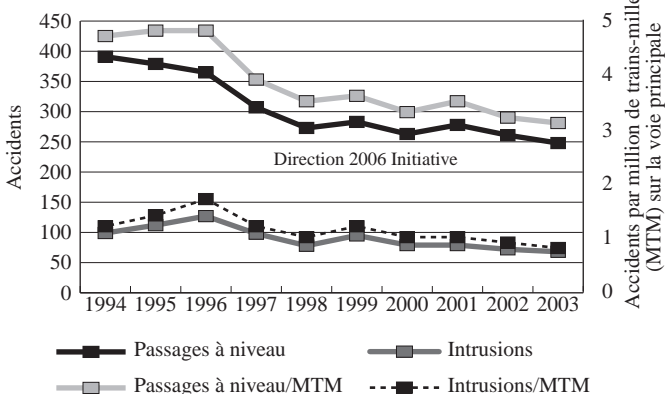 Accidents
450
400
350
300
250
200
150
100
50
0
Direction 2006 Initiative
1994 1995 1996 1997 1998 1999 2000 2001 2002 2003
5
4
3
2
1
0
Accidents par million de trains-mille
(MTM) sur la voie principale
Passages à niveau
Intrusions
Passages à niveau/MTM
Intrusions/MTM